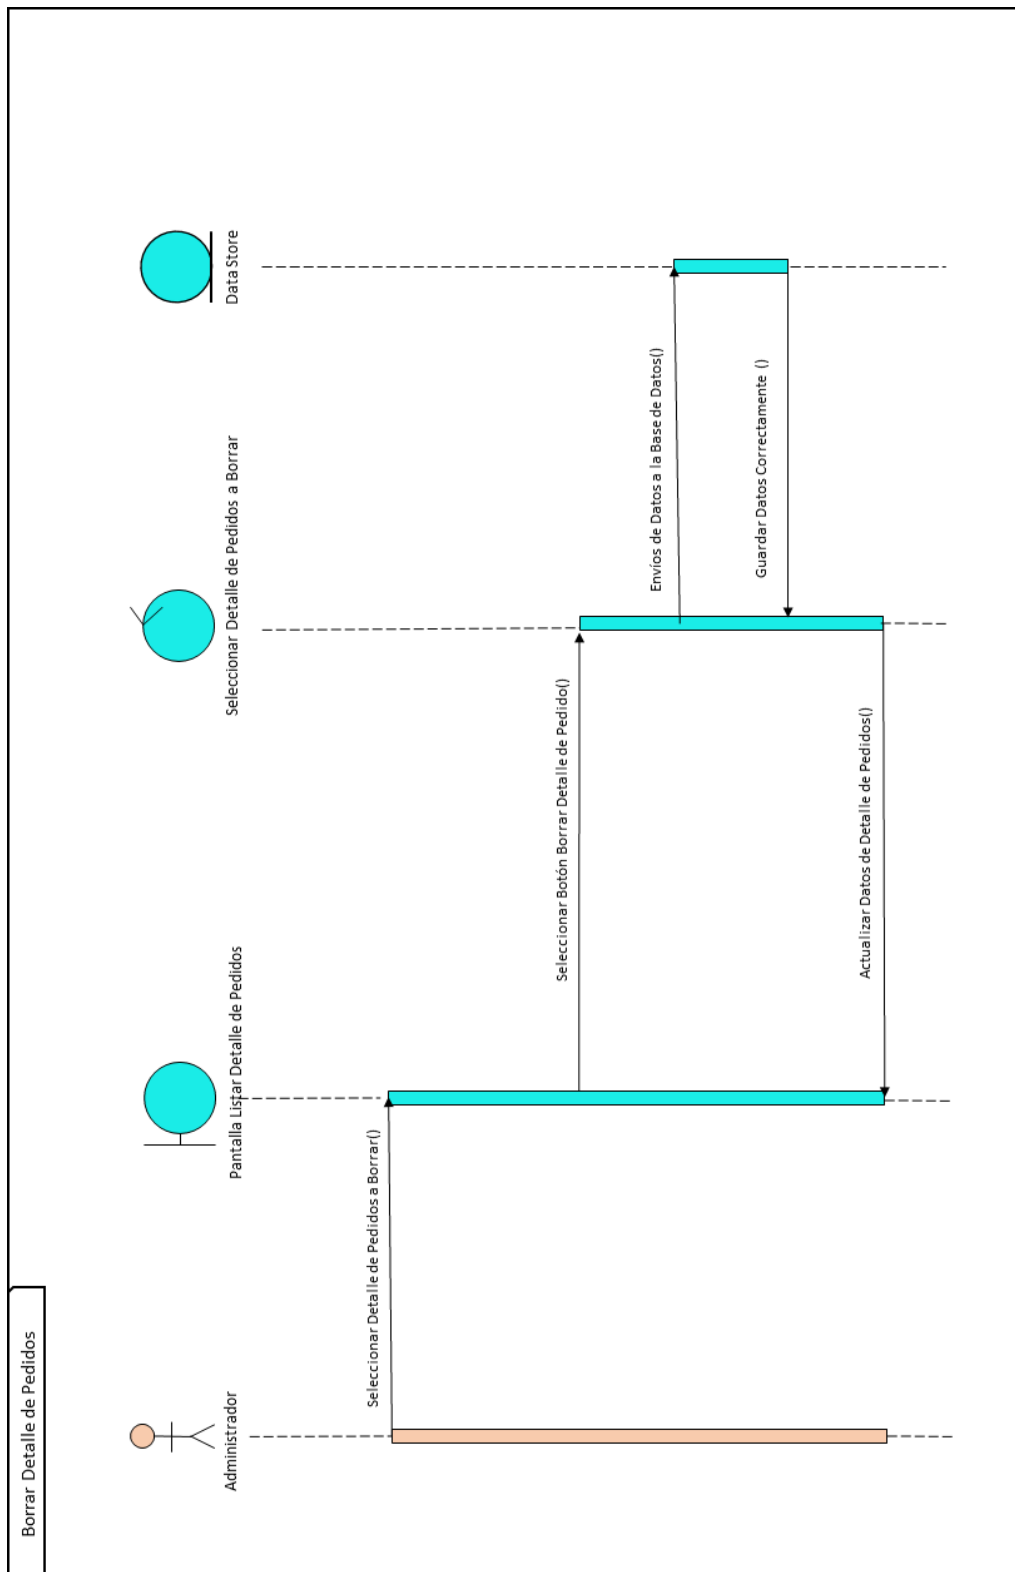 Borrar Detalle de Pedidos
Administrador
Pantalla Listar Detalle de Pedidos
Seleccionar Detalle de Pedidos a Borrar
Data Store
Seleccionar Detalle de Pedidos a Borrar()
Seleccionar Botón Borrar Detalle de Pedido()
Envíos de Datos a la Base de Datos()
Guardar Datos Correctamente ()
Actualizar Datos de Detalle de Pedidos()